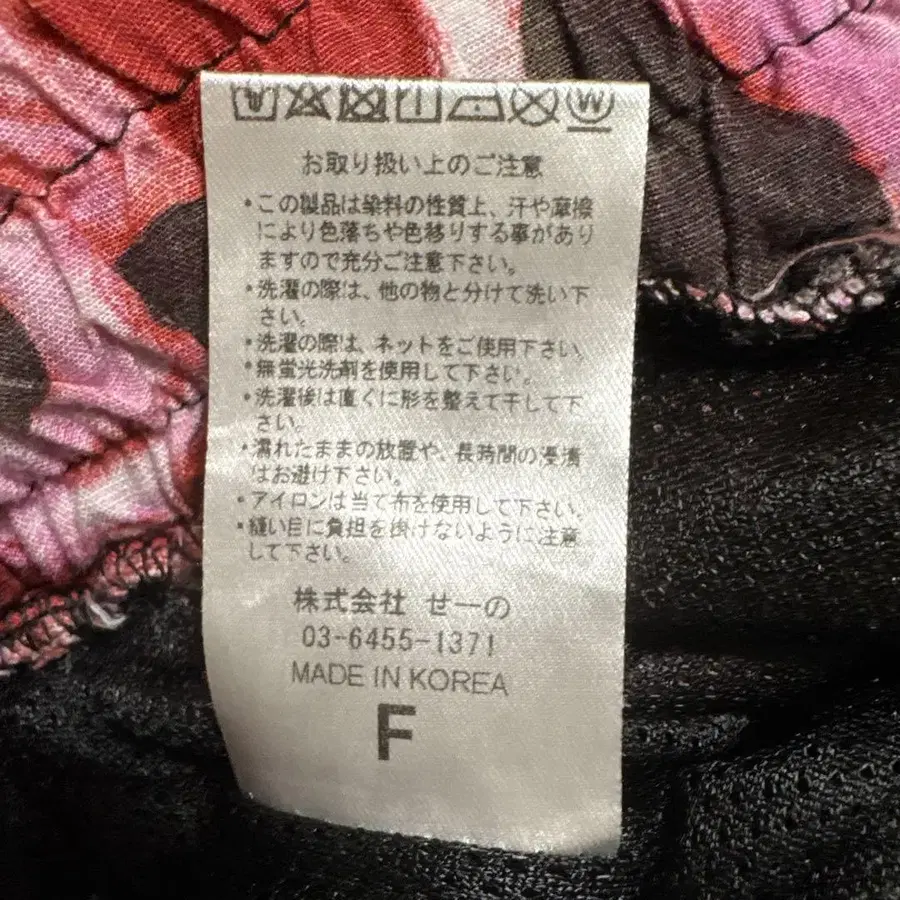 お取り扱い上のご注意
・この製品は染料の性質上、汗や摩擦
により色落ちや色移りする事があり
ますので充分ご注意下さい。
・洗濯の際は、他の物と分けて洗い下
さい。
・洗濯の際は、ネットをご使用下さい。
・無蛍光洗剤を使用して下さい。
・洗濯後は直ぐに形を整えて干して下
さい。
・濡れたままの放置や、長時間の浸漬
はお避け下さい。
・アイロンは当て布を使用して下さい。
・縫い目に負担を掛けないように注意
して下さい。
株式会社 せーの
03-6455-1371
MADE IN KOREA
F